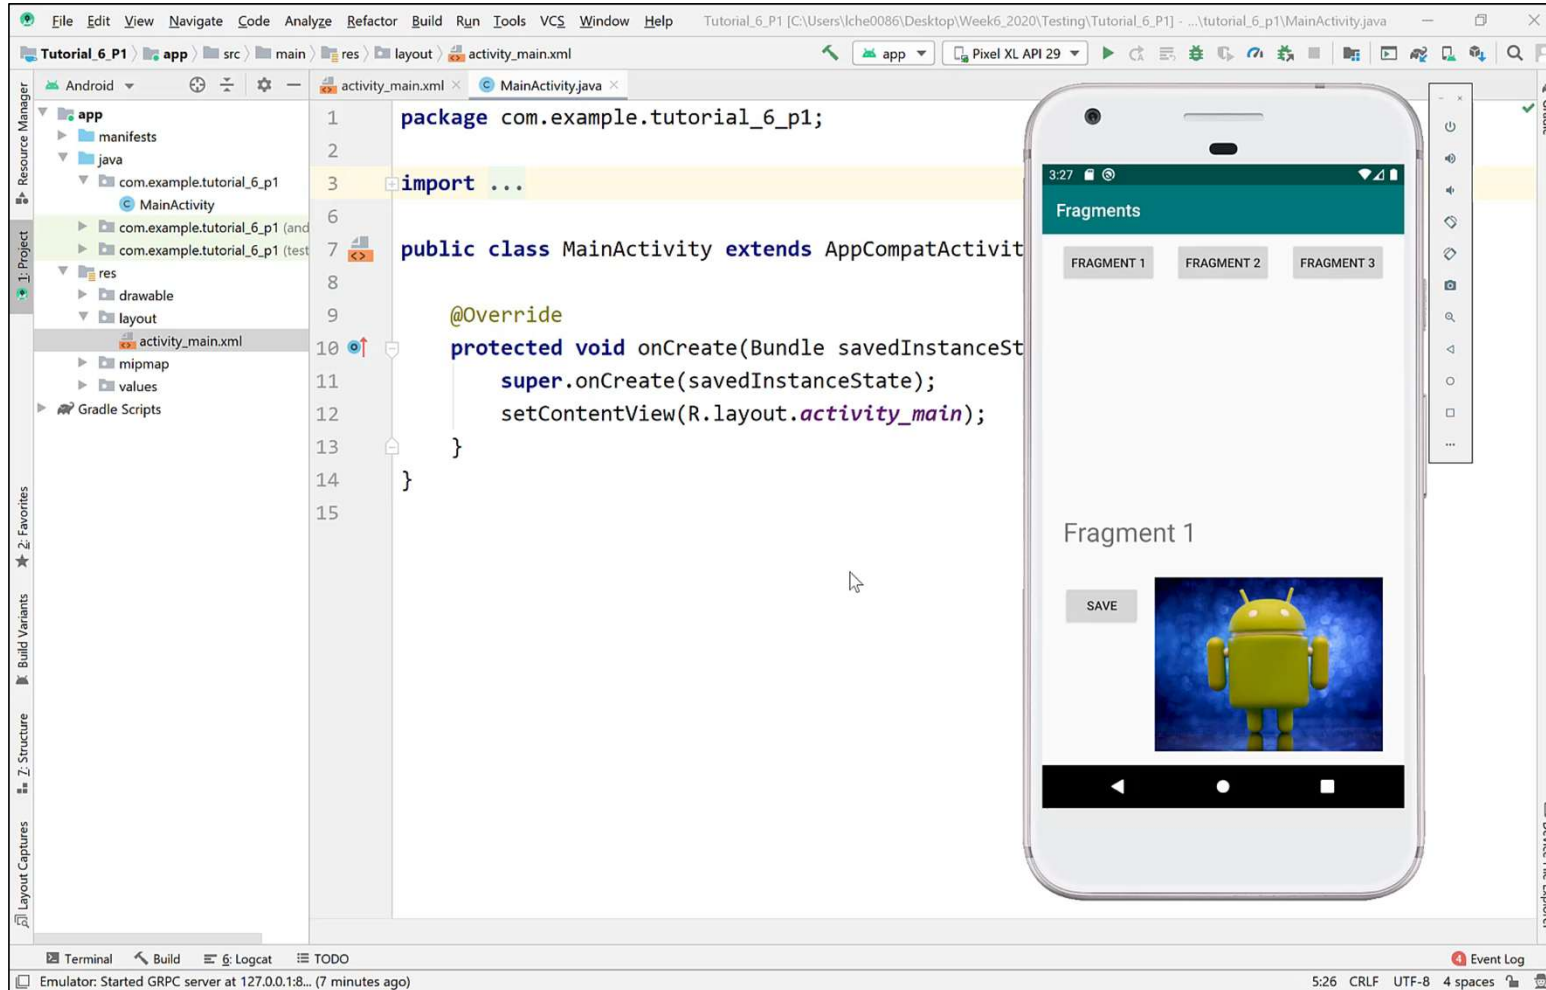 File Edit View Navigate Code Analyze Refactor Build Run Tools VCS Window Help Tutorial_6_P1 [C:\Users\lche0086\Desktop\Week6_2020\Testing\Tutorial_6_P1] - ...\tutorial_6_p1\MainActivity.java
Tutorial_6_P1 app src main res layout activity_main.xml app Pixel XL API 29
Android activity_main.xml MainActivity.java
Resource Manager
1: Project
2: Favorites
Build Variants
7: Structure
Layout Captures
app
manifests
java
com.example.tutorial_6_p1
MainActivity
com.example.tutorial_6_p1 (and
com.example.tutorial_6_p1 (test
res
drawable
layout
activity_main.xml
mipmap
values
Gradle Scripts
1 package com.example.tutorial_6_p1;
2
3 import ...
6
7 public class MainActivity extends AppCompatActivit
8
9 @Override
10 protected void onCreate(Bundle savedInstanceSt
11 super.onCreate(savedInstanceState);
12 setContentView(R.layout.activity_main);
13 }
14 }
15
3:27
Fragments
FRAGMENT 1 FRAGMENT 2 FRAGMENT 3
Fragment 1
SAVE
Terminal Build 6: Logcat TODO 4 Event Log
Emulator: Started GRPC server at 127.0.0.1:8... (7 minutes ago) 5:26 CRLF UTF-8 4 spaces